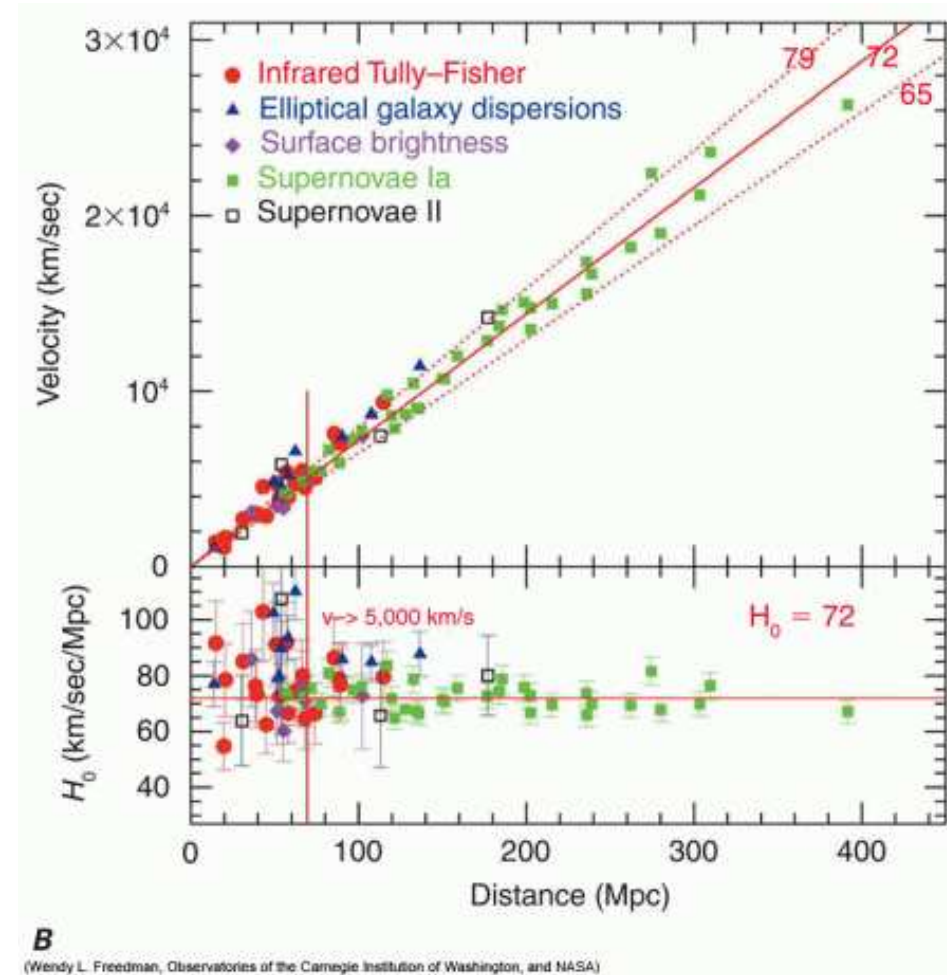 3×10⁴
79
72
65
Infrared Tully–Fisher
Elliptical galaxy dispersions
Surface brightness
Supernovae Ia
Supernovae II
Velocity (km/sec)
2×10⁴
10⁴
0
v-> 5,000 km/s
H₀ = 72
H₀ (km/sec/Mpc)
100
80
60
40
0
100
200
300
400
Distance (Mpc)
B
(Wendy L. Freedman, Observatories of the Carnegie Institution of Washington, and NASA)